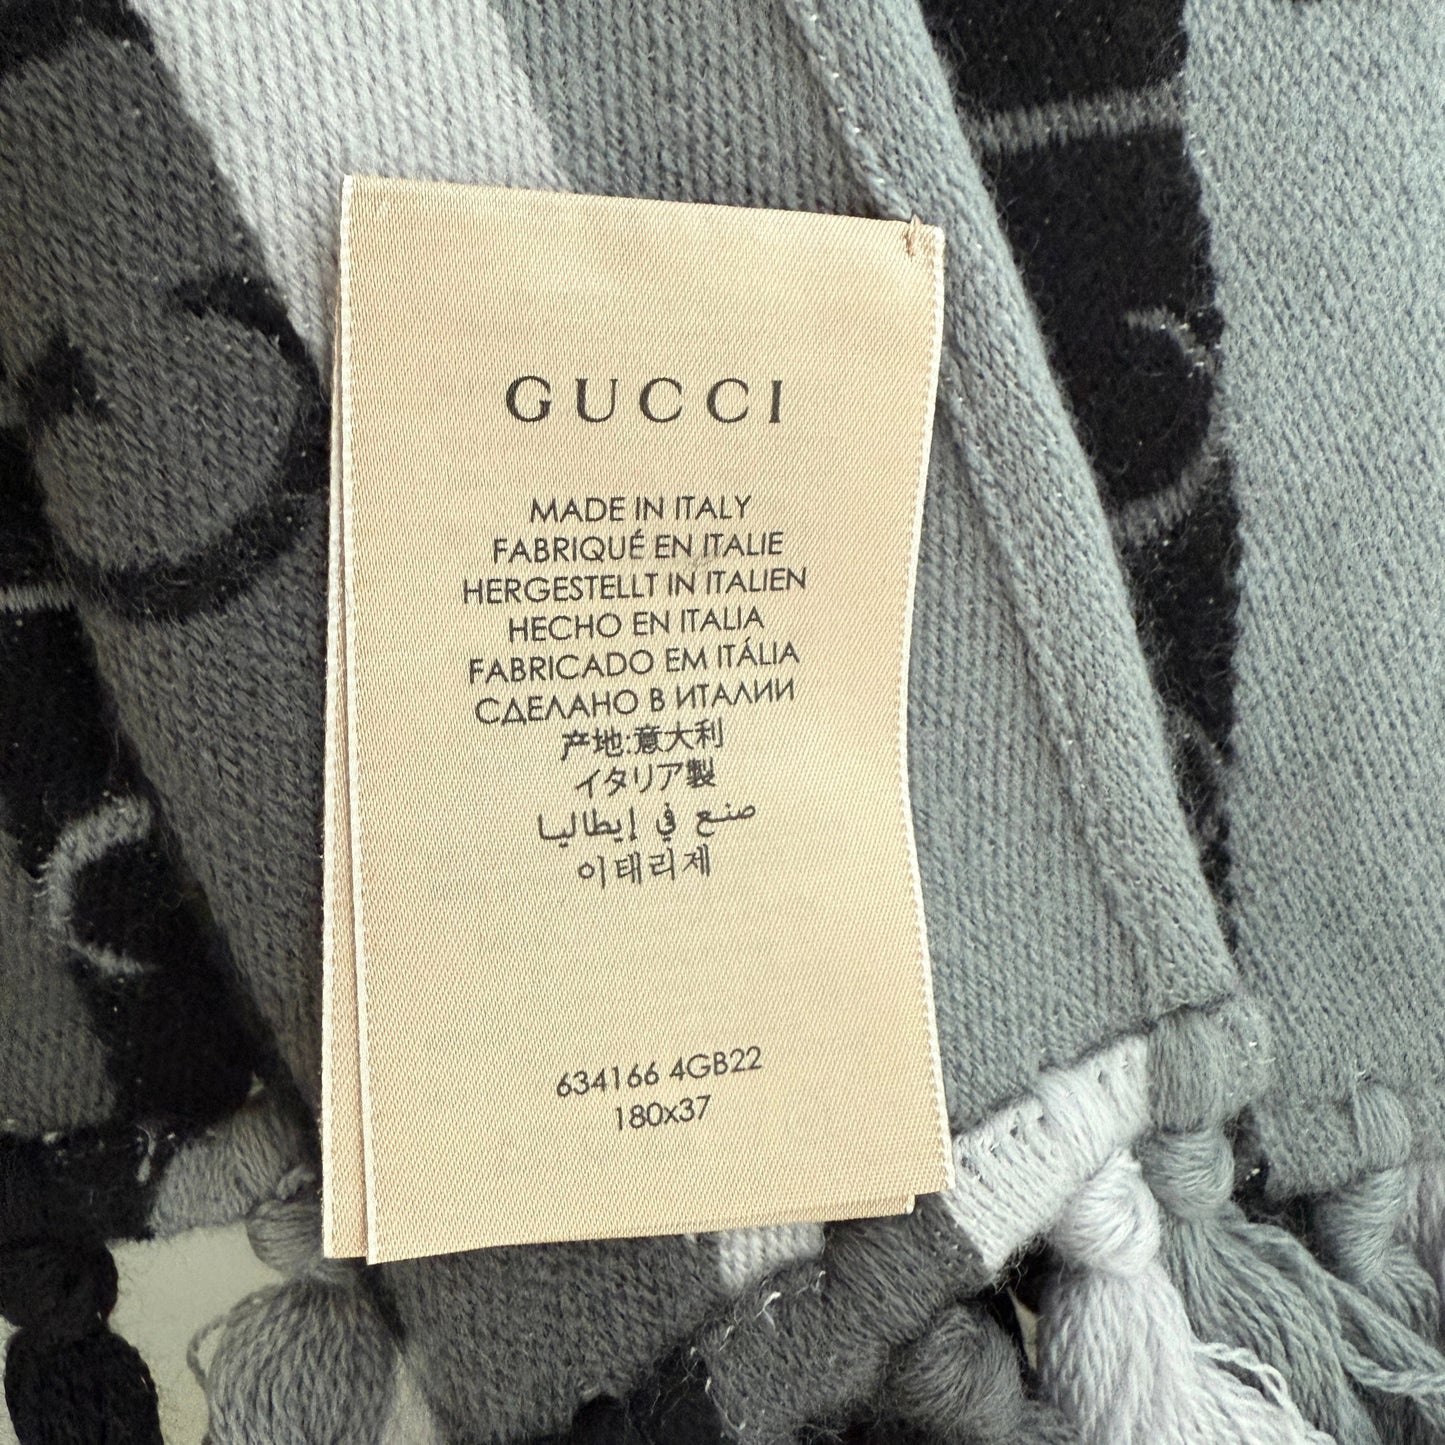 GUCCI
MADE IN ITALY
FABRIQUÉ EN ITALIE
HERGESTELLT IN ITALIEN
HECHO EN ITALIA
FABRICADO EM ITÁLIA
СДЕЛАНО В ИТАЛИИ
产地:意大利
イタリア製
صنع في إيطاليا
이태리제
634166 4GB22
180x37